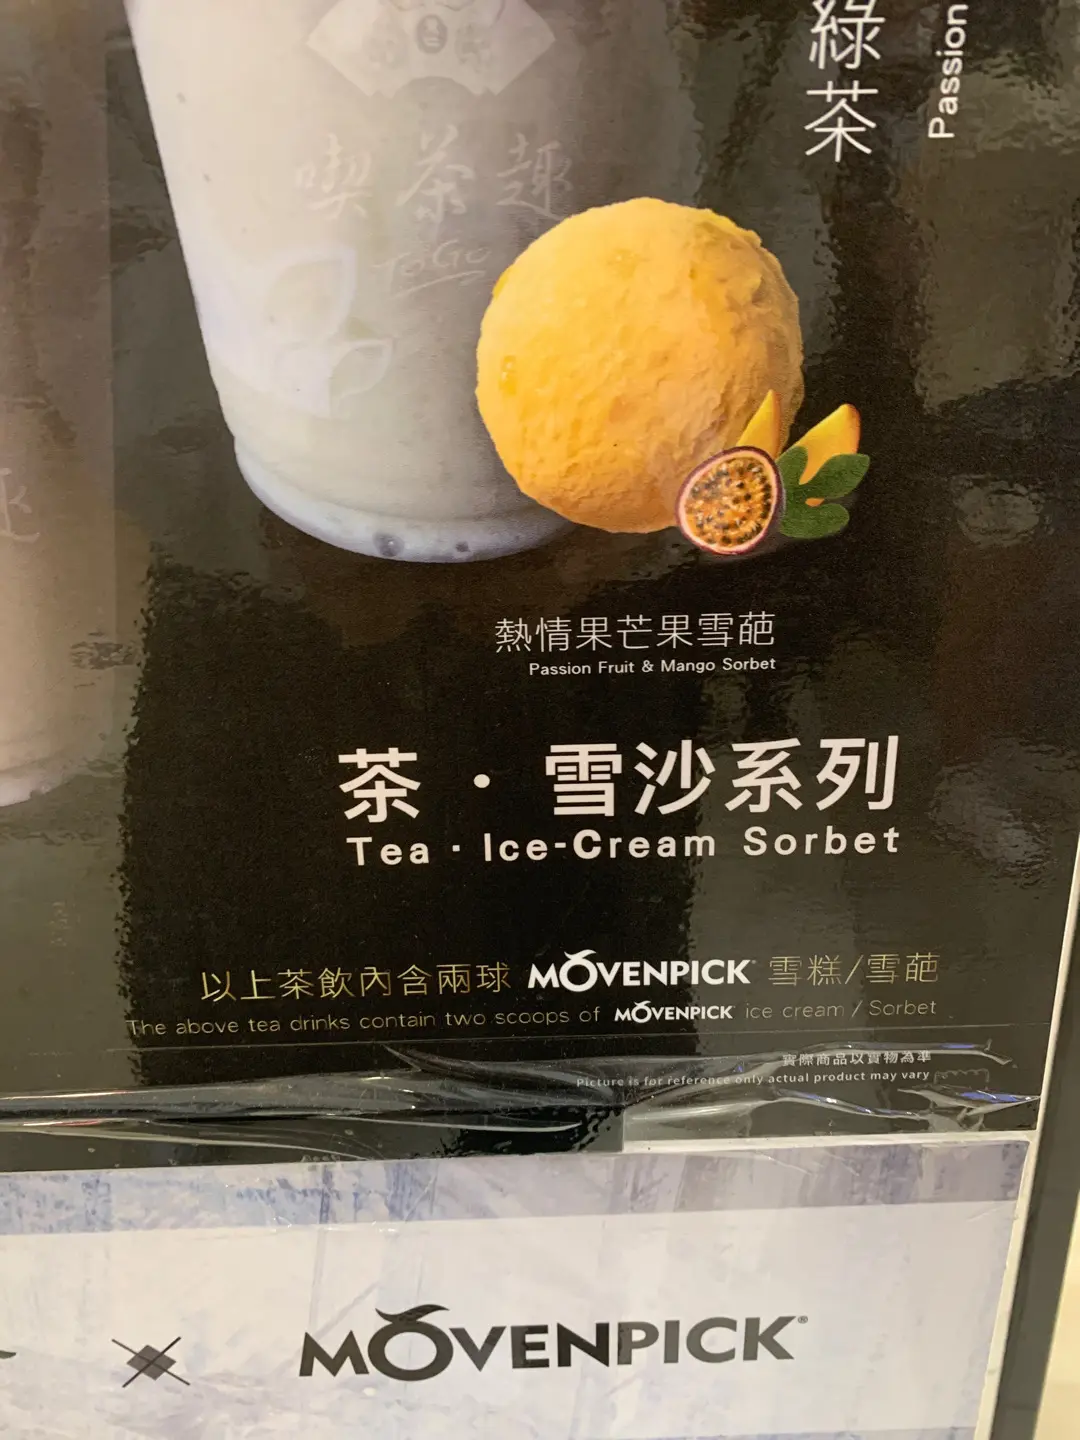 綠茶
Passion
喫茶趣
ToGo
熱情果芒果雪葩
Passion Fruit & Mango Sorbet
茶・雪沙系列
Tea · Ice-Cream Sorbet
以上茶飲內含兩球 MÖVENPICK 雪糕/雪葩
The above tea drinks contain two scoops of MÖVENPICK ice cream / Sorbet
實際商品以實物為準
Picture is for reference only actual product may vary
MÖVENPICK®